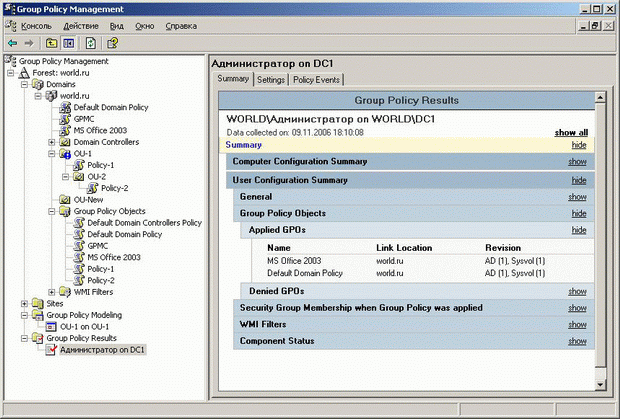 Group Policy Management
Консоль Действие Вид Окно Справка
Group Policy Management
Forest: world.ru
Domains
world.ru
Default Domain Policy
GPMC
MS Office 2003
Domain Controllers
OU-1
Policy-1
OU-2
Policy-2
OU-New
Group Policy Objects
Default Domain Controllers Policy
Default Domain Policy
GPMC
MS Office 2003
Policy-1
Policy-2
WMI Filters
Sites
Group Policy Modeling
OU-1 on OU-1
Group Policy Results
Администратор on DC1
Администратор on DC1
Summary Settings Policy Events
Group Policy Results
WORLD\Администратор on WORLD\DC1
Data collected on: 09.11.2006 18:10:08 show all
Summary hide
Computer Configuration Summary show
User Configuration Summary hide
General show
Group Policy Objects hide
Applied GPOs hide
Name Link Location Revision
MS Office 2003 world.ru AD (1), Sysvol (1)
Default Domain Policy world.ru AD (1), Sysvol (1)
Denied GPOs show
Security Group Membership when Group Policy was applied show
WMI Filters show
Component Status show